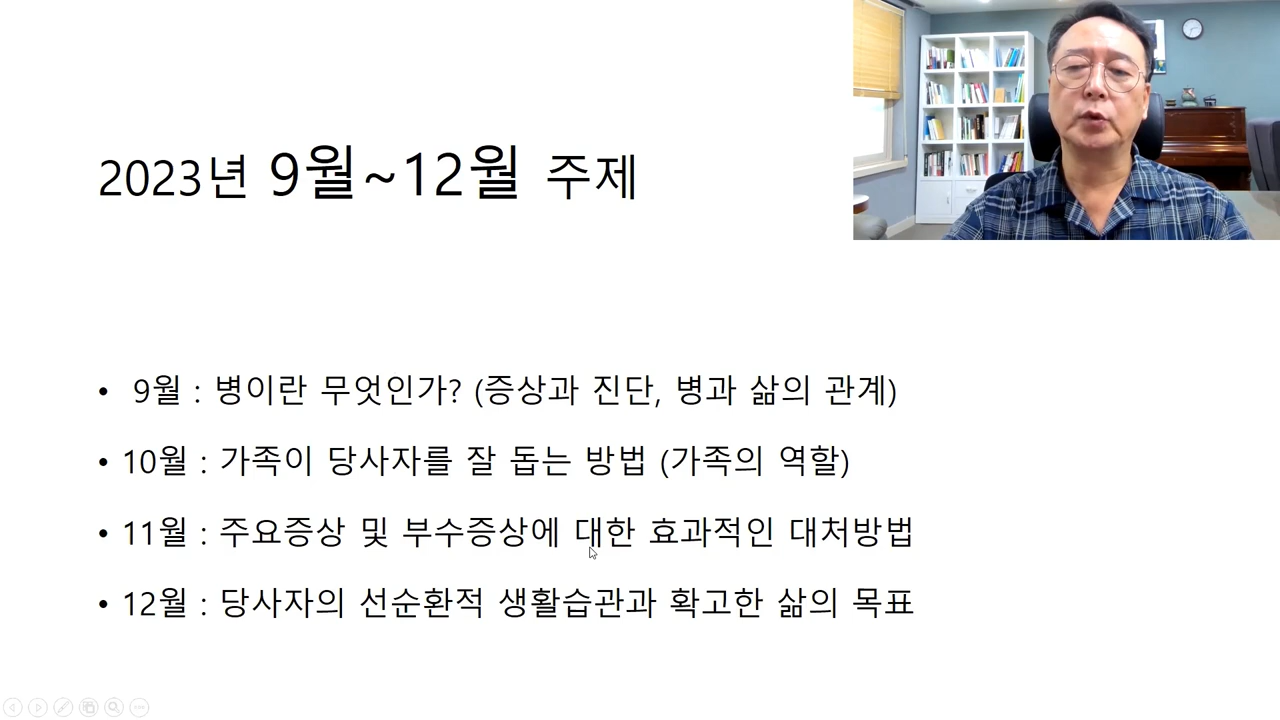 2023년 9월~12월 주제
• 9월 : 병이란 무엇인가? (증상과 진단, 병과 삶의 관계)
• 10월 : 가족이 당사자를 잘 돕는 방법 (가족의 역할)
• 11월 : 주요증상 및 부수증상에 대한 효과적인 대처방법
• 12월 : 당사자의 선순환적 생활습관과 확고한 삶의 목표